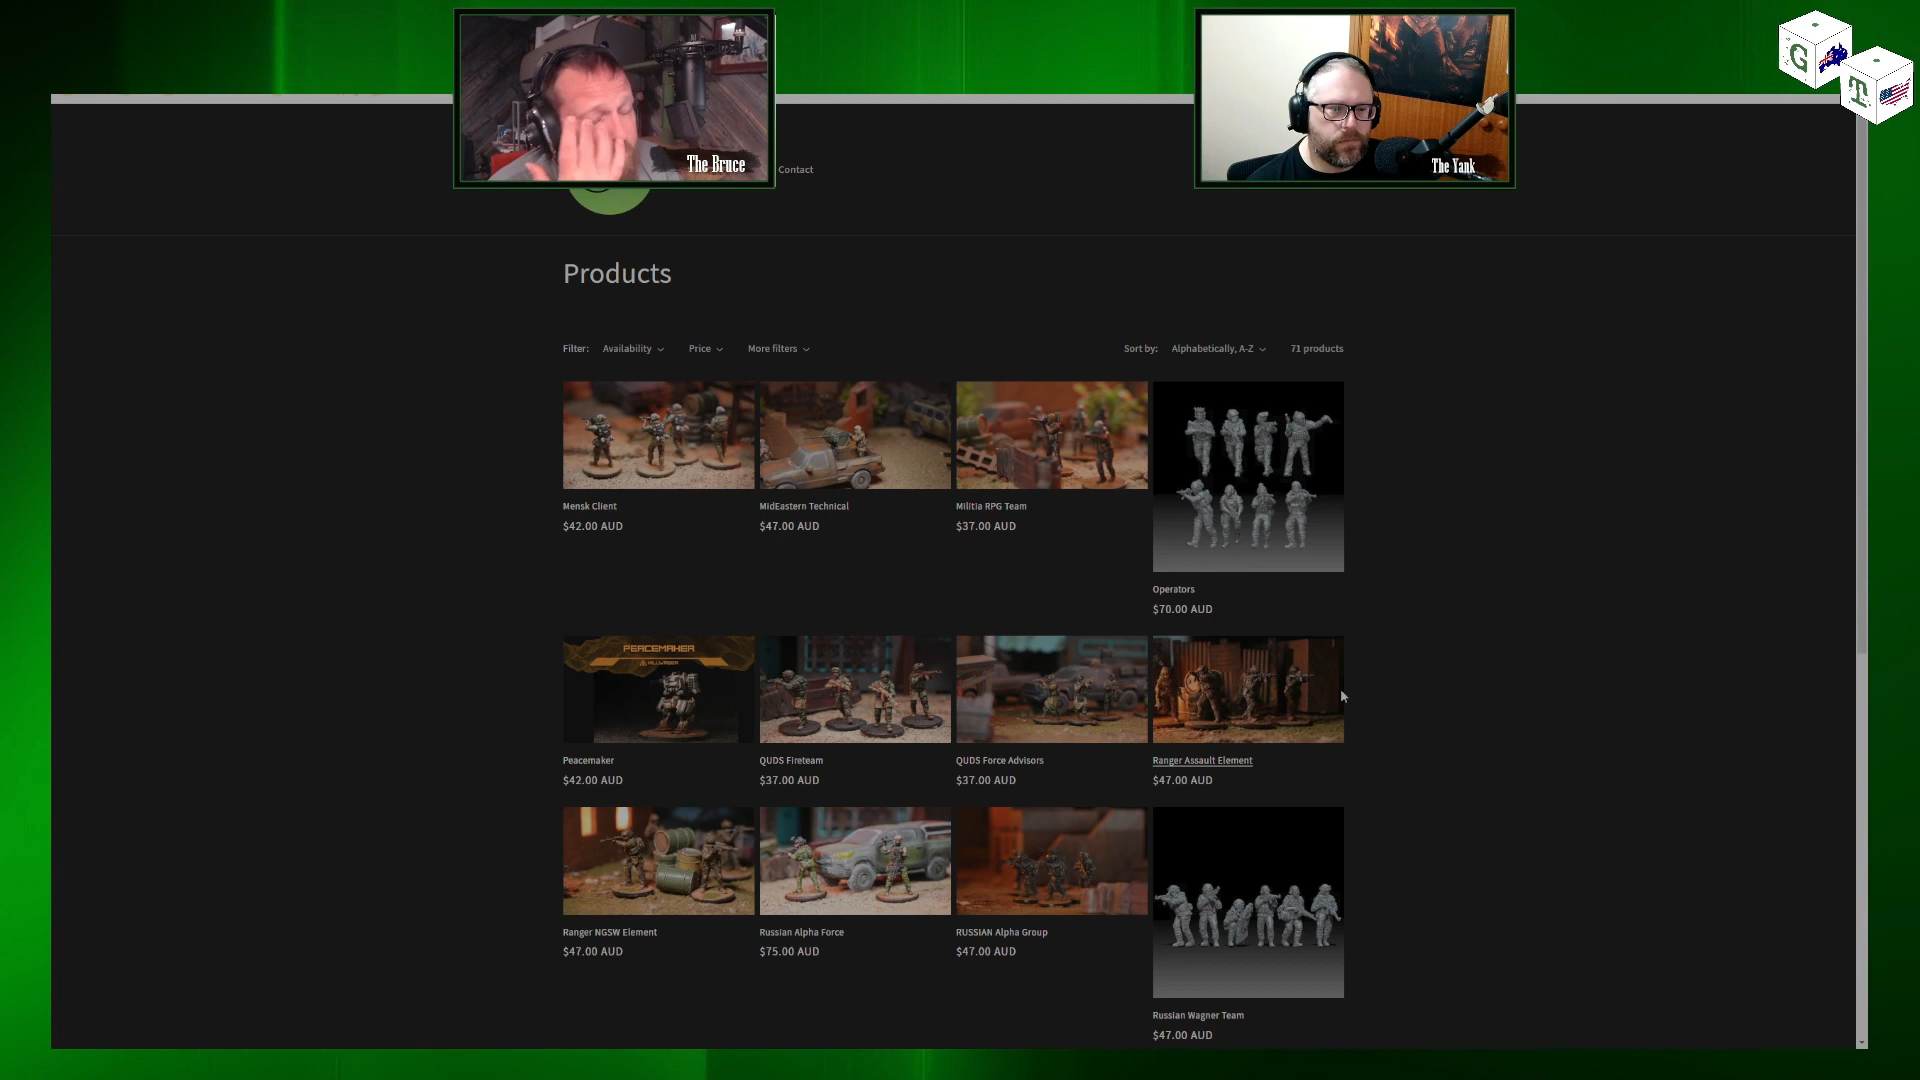 G
T
The Bruce
The Yank
Contact
Products
Filter: Availability Price More filters
Sort by: Alphabetically, A-Z 71 products
Mensk Client
$42.00 AUD
MidEastern Technical
$47.00 AUD
Militia RPG Team
$37.00 AUD
Operators
$70.00 AUD
PEACEMAKER
Peacemaker
$42.00 AUD
QUDS Fireteam
$37.00 AUD
QUDS Force Advisors
$37.00 AUD
Ranger Assault Element
$47.00 AUD
Ranger NGSW Element
$47.00 AUD
Russian Alpha Force
$75.00 AUD
RUSSIAN Alpha Group
$47.00 AUD
Russian Wagner Team
$47.00 AUD